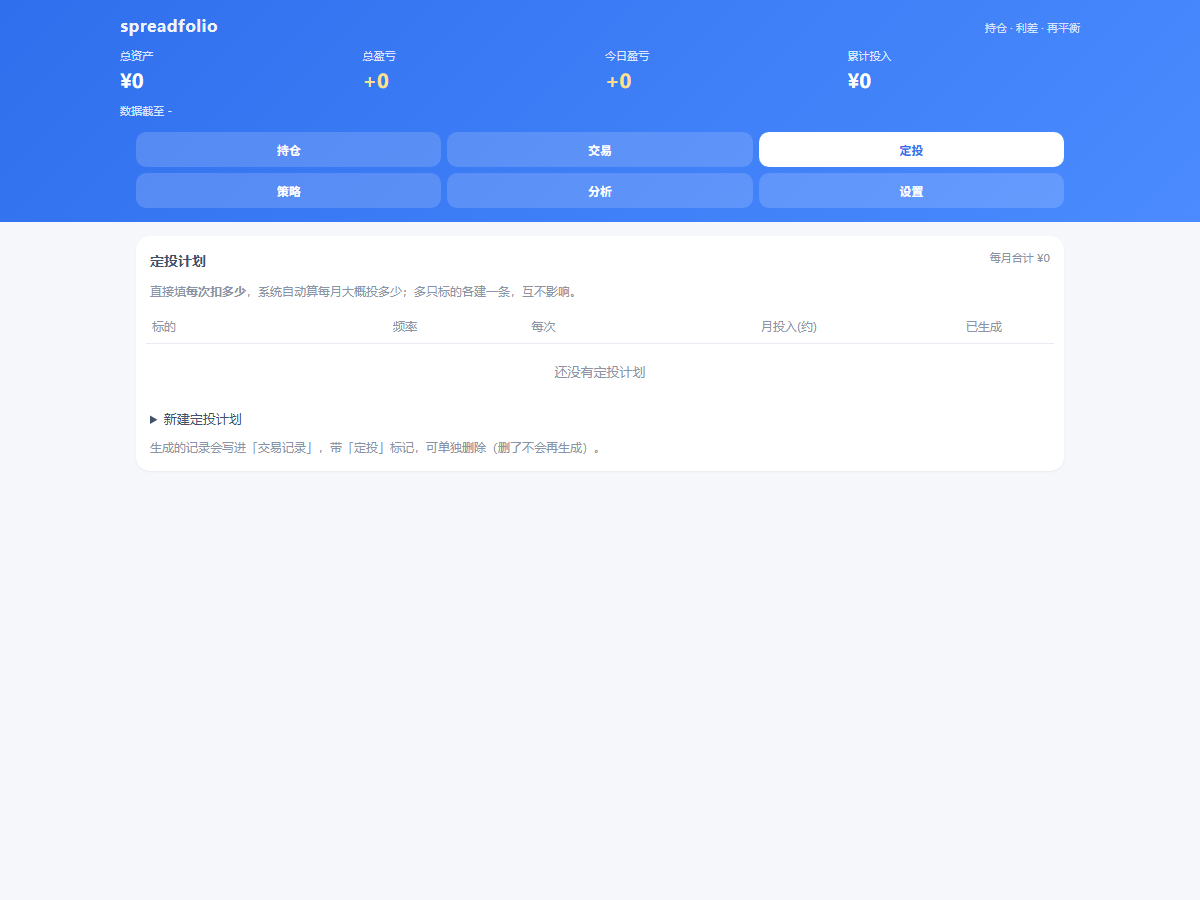 spreadfolio
持仓 · 利差 · 再平衡
总资产 总盈亏 今日盈亏 累计投入
¥0 +0 +0 ¥0
数据截至 -
持仓 交易 定投
策略 分析 设置
定投计划 每月合计 ¥0
直接填每次扣多少，系统自动算每月大概投多少；多只标的各建一条，互不影响。
标的 频率 每次 月投入(约) 已生成
还没有定投计划
▶ 新建定投计划
生成的记录会写进「交易记录」，带「定投」标记，可单独删除（删了不会再生成）。